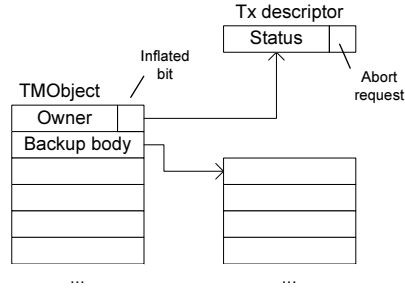 Tx descriptor
Status
Inflated
bit
Abort
request
TMObject
Owner
Backup body
...
...